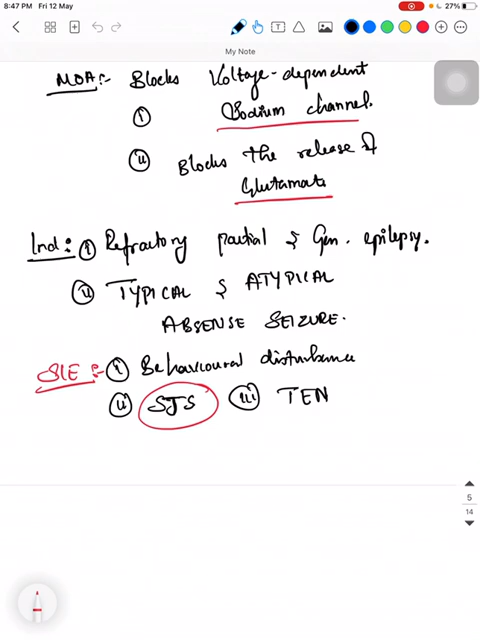 8:47 PM Fri 12 May
27%
My Note
MOA:- Blocks Voltage-dependent
(i) Sodium channel.
(ii) Blocks the release of
Glutamate
Ind:- (i) Refractory partial & Gen. epilepsy.
(ii) TYPICAL & ATYPICAL
ABSENSE SEIZURE.
S/E:- (i) Behavioural disturbance
(ii) SJS (iii) TEN
5
14